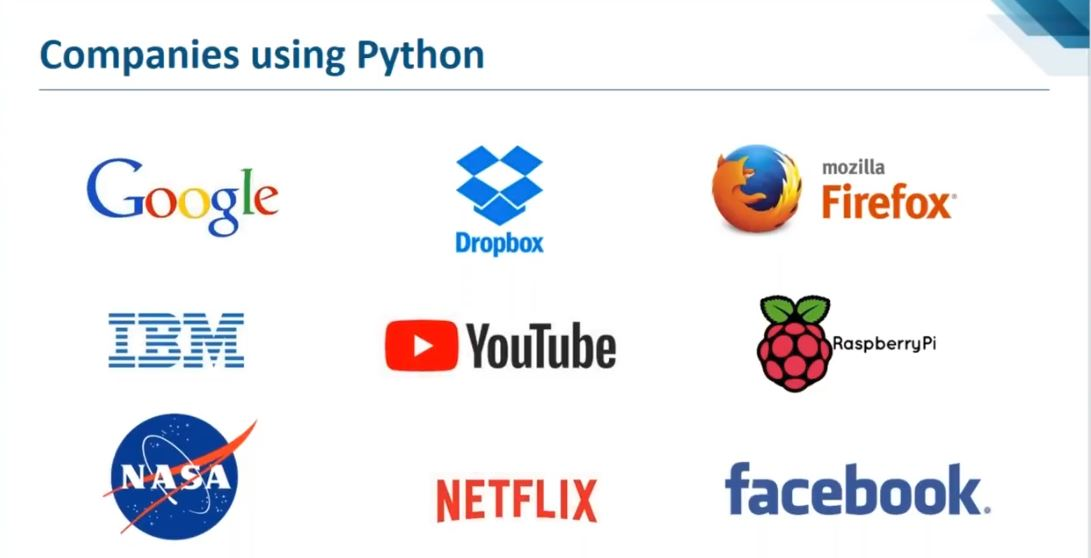 Companies using Python
Google
Dropbox
mozilla
Firefox®
IBM
YouTube
RaspberryPi
NASA
NETFLIX
facebook®